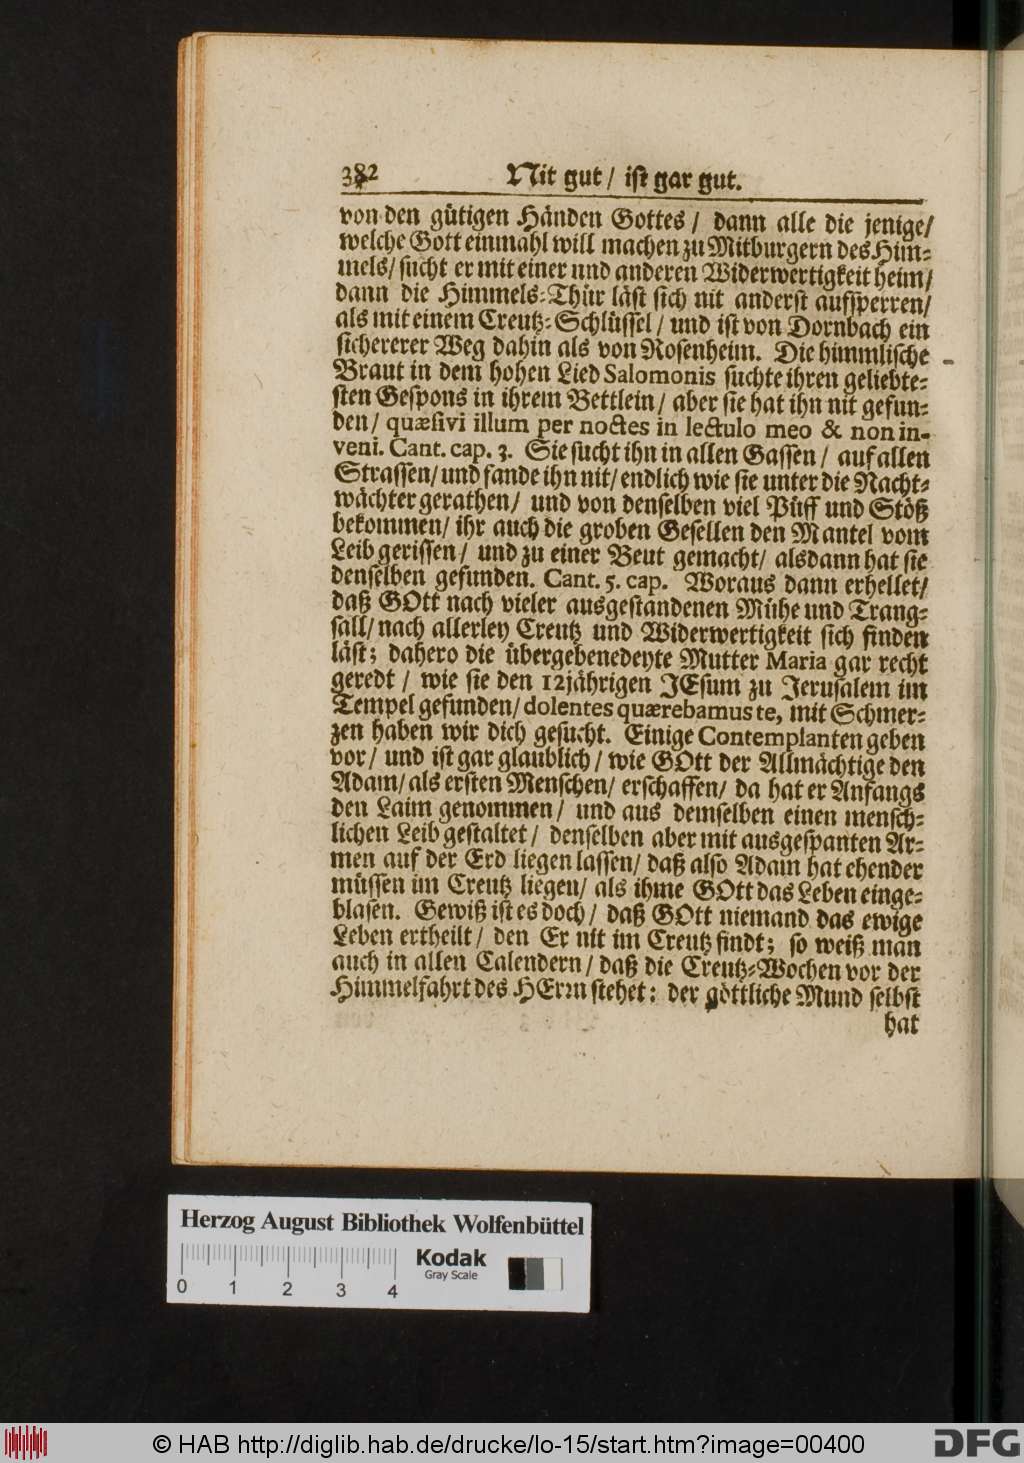 382 Nit gut / ist gar gut.
von den gütigen Händen Gottes / dann alle die jenige /
welche Gott einmahl will machen zu Mitburgern des Him=
mels / sucht er mit einer und anderen Widerwertigkeit heim /
dann die Himmels=Thür läst sich nit anderst aufsperren /
als mit einem Creutz=Schlüssel / und ist von Dornbach ein
sichererer Weg dahin als von Rosenheim. Die himmlische
Braut in dem hohen Lied Salomonis suchte ihren geliebte=
sten Gespons in ihrem Bettlein / aber sie hat ihn nit gefun=
den / quæsivi illum per noctes in lectulo meo & non in-
veni. Cant. cap. 3. Sie sucht ihn in allen Gassen / auf allen
Strassen / und fande ihn nit / endlich wie sie unter die Nacht=
wächter gerathen / und von denselben viel Püff und Stöß
bekommen / ihr auch die groben Gesellen den Mantel vom
Leib gerissen / und zu einer Beut gemacht / alsdann hat sie
denselben gefunden. Cant. 5. cap. Woraus dann erhellet /
daß GOtt nach vieler ausgestandenen Mühe und Trang=
sall / nach allerley Creutz und Widerwertigkeit sich finden
läst; dahero die übergebenedeyte Mutter Maria gar recht
geredt / wie sie den 12jährigen JEsum zu Jerusalem im
Tempel gefunden / dolentes quærebamus te, mit Schmer=
zen haben wir dich gesucht. Einige Contemplanten geben
vor / und ist gar glaublich / wie GOtt der Allmächtige den
Adam / als ersten Menschen / erschaffen / da hat er Anfangs
den Laim genommen / und aus demselben einen mensch=
lichen Leib gestaltet / denselben aber mit ausgespanten Ar=
men auf der Erd liegen lassen / daß also Adam hat ehender
müssen im Creutz liegen / als ihme GOtt das Leben einge=
blasen. Gewiß ist es doch / daß GOtt niemand das ewige
Leben ertheilt / den Er nit im Creutz findt; so weiß man
auch in allen Calendern / daß die Creutz=Wochen vor der
Himmelfahrt des HErrn stehet: der göttliche Mund selbst
hat
Herzog August Bibliothek Wolfenbüttel
Kodak
Gray Scale
0 1 2 3 4
© HAB http://diglib.hab.de/drucke/lo-15/start.htm?image=00400
DFG